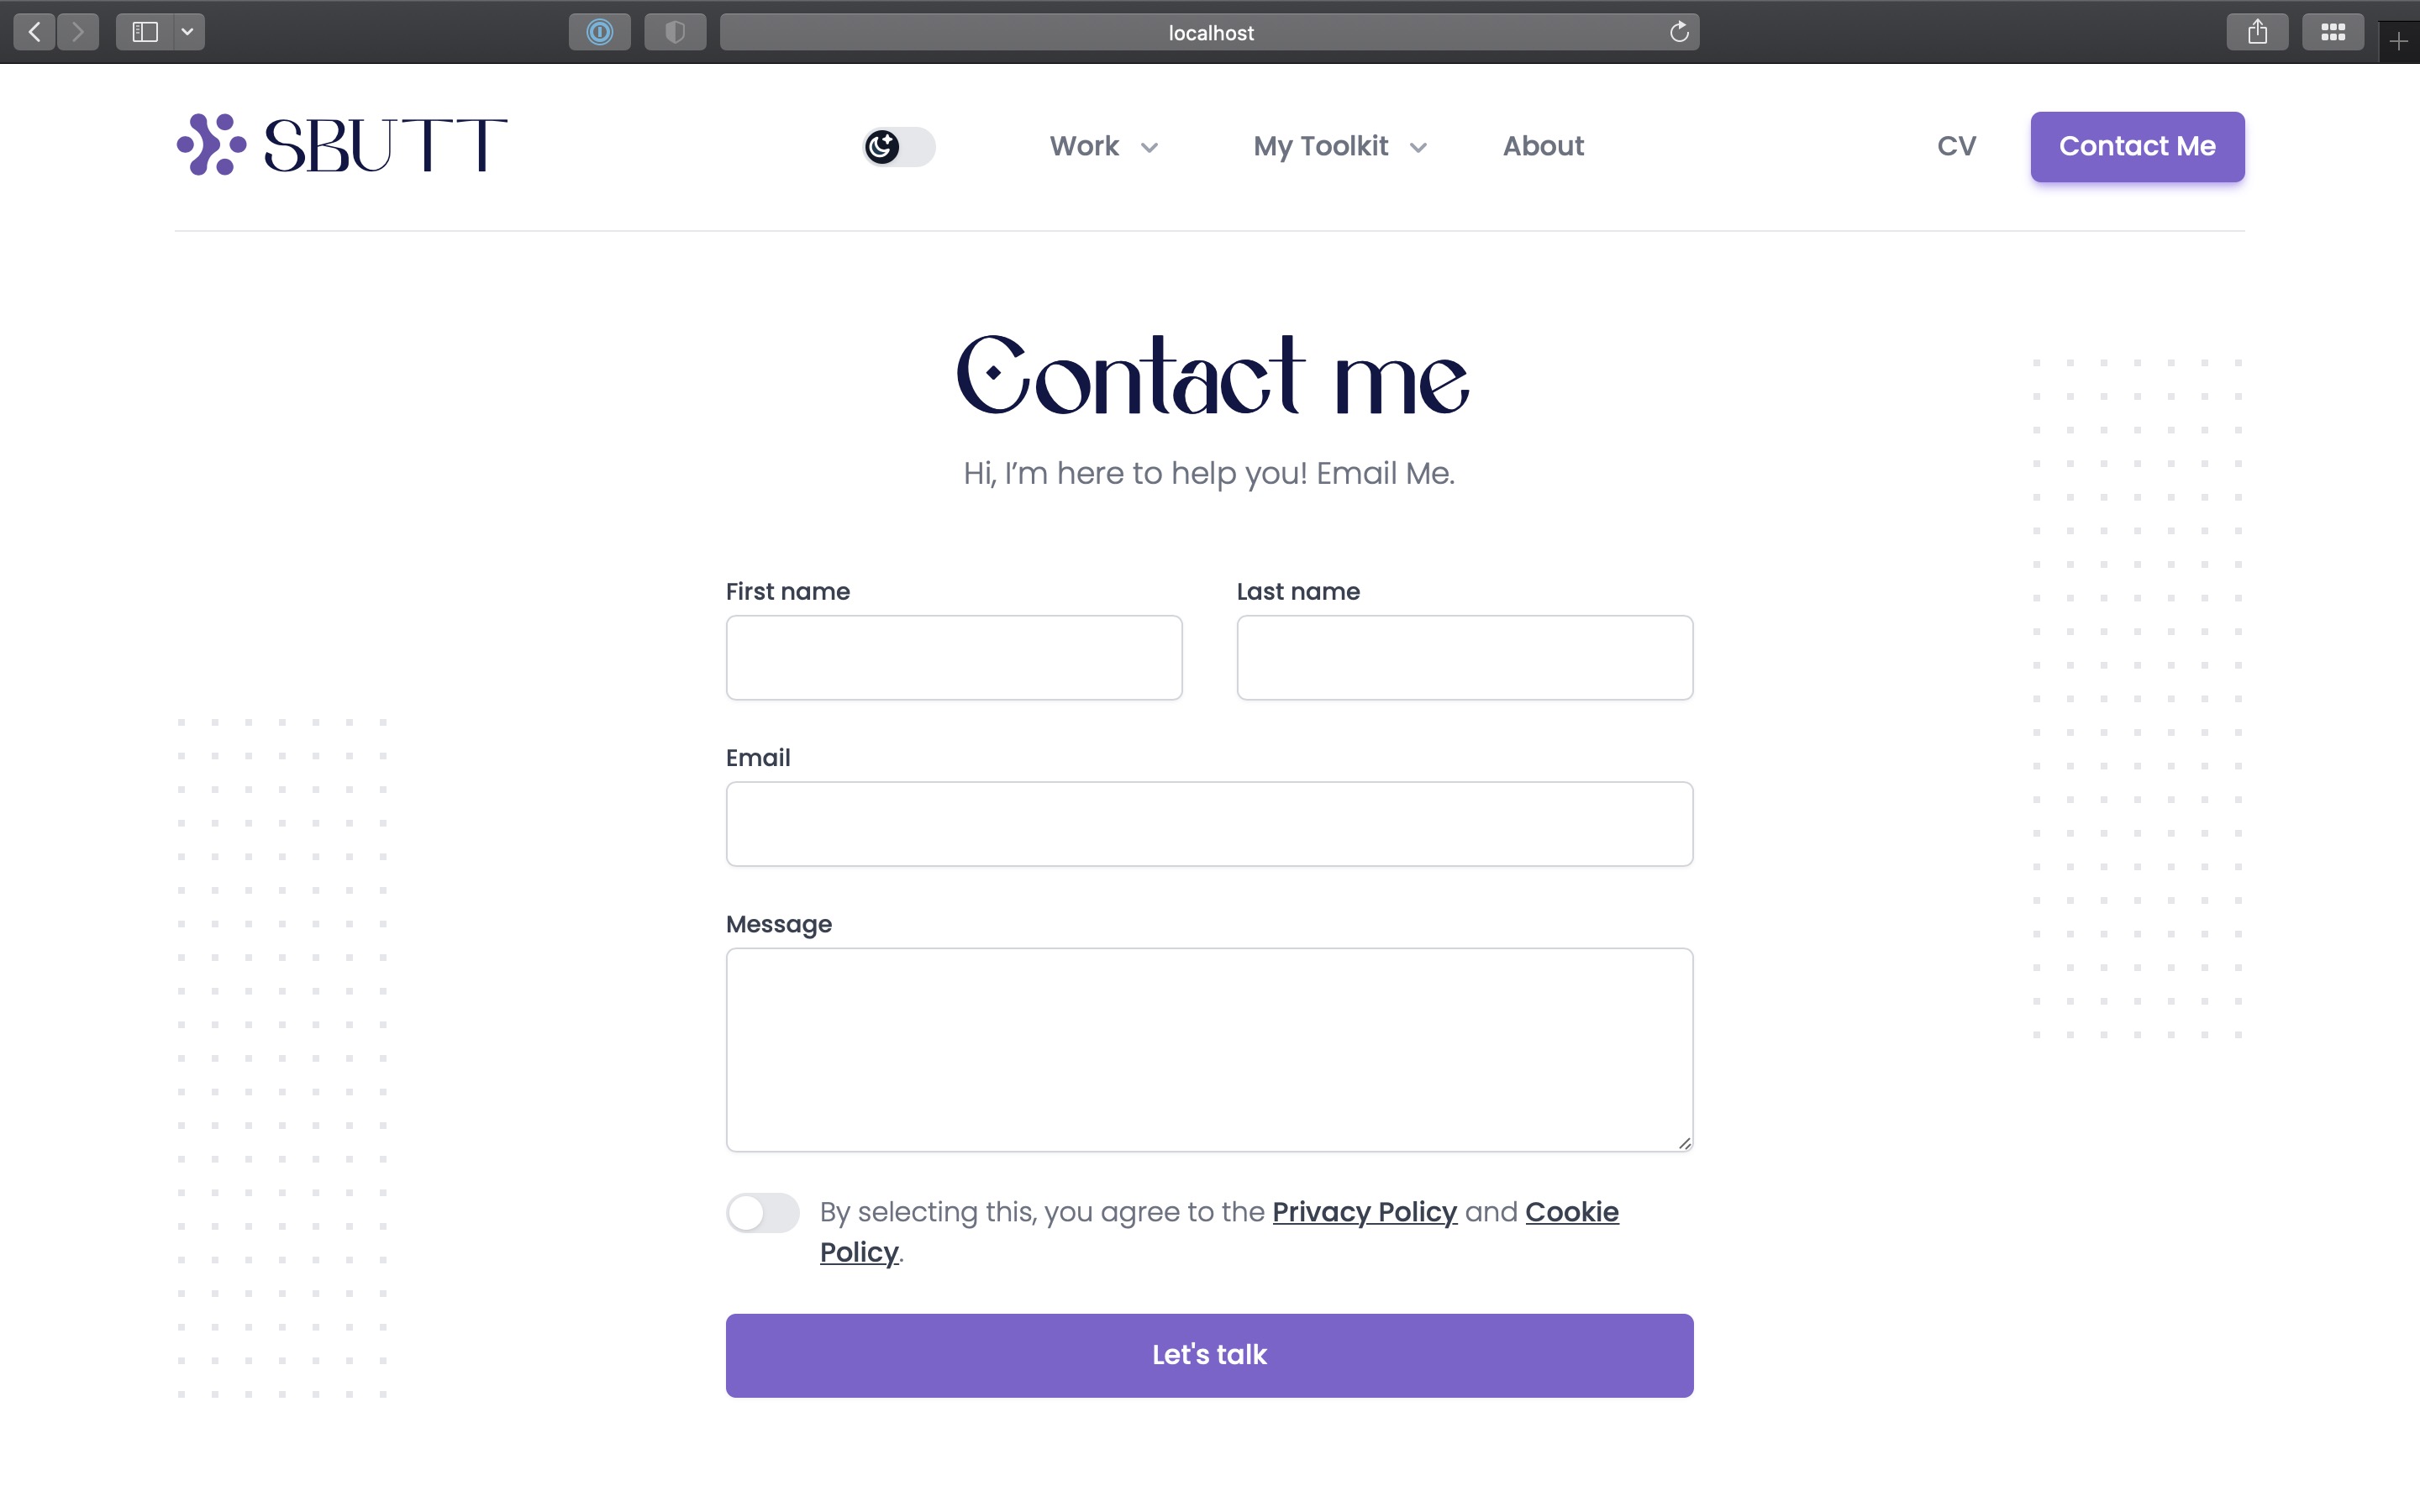 localhost
SBUTT
Work
My Toolkit
About
CV
Contact Me
Contact me
Hi, I'm here to help you! Email Me.
First name
Last name
Email
Message
By selecting this, you agree to the Privacy Policy and Cookie
Policy.
Let's talk